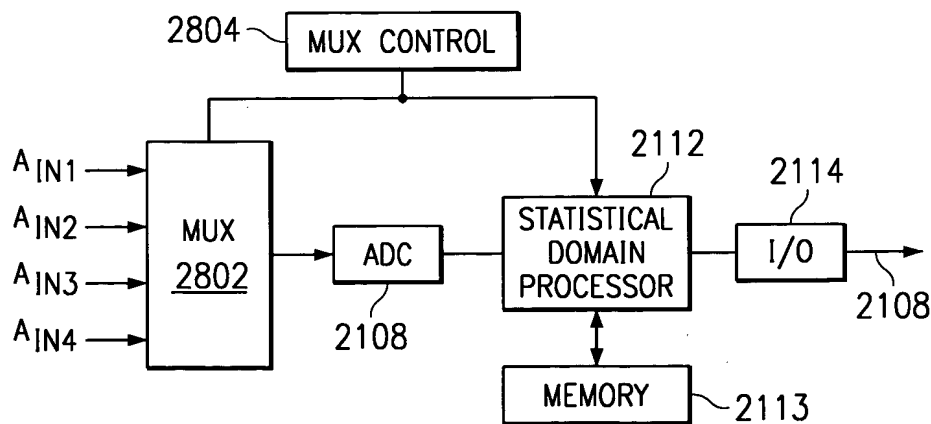 2804
MUX CONTROL
A IN1
A IN2
A IN3
A IN4
MUX
2802
ADC
2108
2112
STATISTICAL
DOMAIN
PROCESSOR
2114
I/O
2108
MEMORY
2113